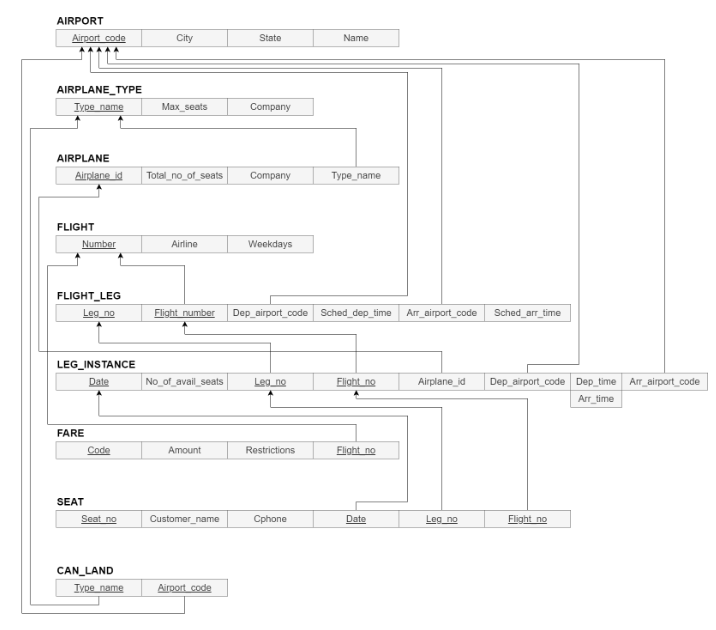 AIRPORT
Airport_code City State Name
AIRPLANE_TYPE
Type_name Max_seats Company
AIRPLANE
Airplane_id Total_no_of_seats Company Type_name
FLIGHT
Number Airline Weekdays
FLIGHT_LEG
Leg_no Flight_number Dep_airport_code Sched_dep_time Arr_airport_code Sched_arr_time
LEG_INSTANCE
Date No_of_avail_seats Leg_no Flight_no Airplane_id Dep_airport_code Dep_time Arr_airport_code
Arr_time
FARE
Code Amount Restrictions Flight_no
SEAT
Seat_no Customer_name Cphone Date Leg_no Flight_no
CAN_LAND
Type_name Airport_code